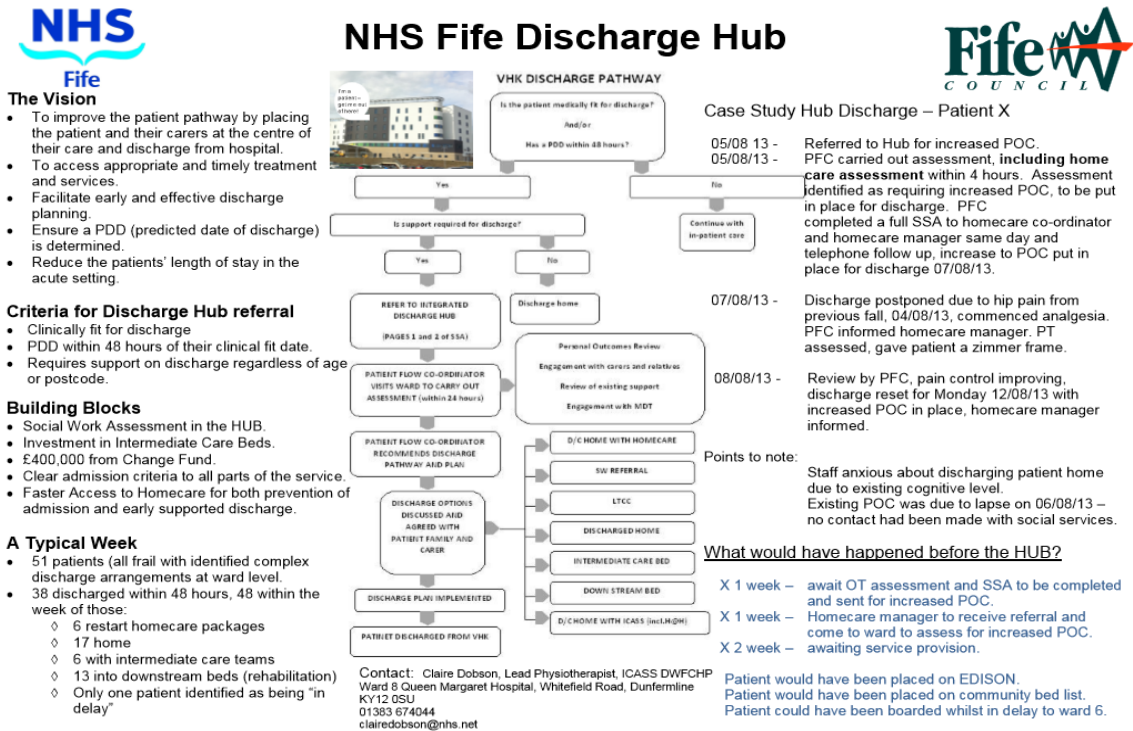 NHS
Fife
NHS Fife Discharge Hub
Fife
COUNCIL
The Vision
• To improve the patient pathway by placing
the patient and their carers at the centre of
their care and discharge from hospital.
• To access appropriate and timely treatment
and services.
• Facilitate early and effective discharge
planning.
• Ensure a PDD (predicted date of discharge)
is determined.
• Reduce the patients' length of stay in the
acute setting.
Criteria for Discharge Hub referral
• Clinically fit for discharge
• PDD within 48 hours of their clinical fit date.
• Requires support on discharge regardless of age
or postcode.
Building Blocks
• Social Work Assessment in the HUB.
• Investment in Intermediate Care Beds.
• £400,000 from Change Fund.
• Clear admission criteria to all parts of the service.
• Faster Access to Homecare for both prevention of
admission and early supported discharge.
A Typical Week
• 51 patients (all frail with identified complex
discharge arrangements at ward level.
• 38 discharged within 48 hours, 48 within the
week of those:
◊ 6 restart homecare packages
◊ 17 home
◊ 6 with intermediate care teams
◊ 13 into downstream beds (rehabilitation)
◊ Only one patient identified as being "in
delay"
I'm a
patient –
get me out
of here!
VHK DISCHARGE PATHWAY
Is the patient medically fit for discharge?
And/or
Has a PDD within 48 hours?
Yes
No
Is support required for discharge?
Continue with
in-patient care
Yes
No
REFER TO INTEGRATED
DISCHARGE HUB
(PAGES 1 and 2 of SSA)
Discharge home
PATIENT FLOW CO-ORDINATOR
VISITS WARD TO CARRY OUT
ASSESSMENT (within 24 hours)
Personal Outcomes Review
Engagement with carers and relatives
Review of existing support
Engagement with MDT
PATIENT FLOW CO-ORDINATOR
RECOMMENDS DISCHARGE
PATHWAY AND PLAN
DISCHARGE OPTIONS
DISCUSSED AND
AGREED WITH
PATIENT FAMILY AND
CARER
D/C HOME WITH HOMECARE
SW REFERRAL
LTCC
DISCHARGED HOME
INTERMEDIATE CARE BED
DOWN STREAM BED
D/C HOME WITH ICASS (incl.H@H)
DISCHARGE PLAN IMPLEMENTED
PATINET DISCHARGED FROM VHK
Contact: Claire Dobson, Lead Physiotherapist, ICASS DWFCHP
Ward 8 Queen Margaret Hospital, Whitefield Road, Dunfermline
KY12 0SU
01383 674044
clairedobson@nhs.net
Case Study Hub Discharge – Patient X
05/08 13 - Referred to Hub for increased POC.
05/08/13 - PFC carried out assessment, including home
care assessment within 4 hours. Assessment
identified as requiring increased POC, to be put
in place for discharge. PFC
completed a full SSA to homecare co-ordinator
and homecare manager same day and
telephone follow up, increase to POC put in
place for discharge 07/08/13.
07/08/13 - Discharge postponed due to hip pain from
previous fall, 04/08/13, commenced analgesia.
PFC informed homecare manager. PT
assessed, gave patient a zimmer frame.
08/08/13 - Review by PFC, pain control improving,
discharge reset for Monday 12/08/13 with
increased POC in place, homecare manager
informed.
Points to note:
Staff anxious about discharging patient home
due to existing cognitive level.
Existing POC was due to lapse on 06/08/13 –
no contact had been made with social services.
What would have happened before the HUB?
X 1 week – await OT assessment and SSA to be completed
and sent for increased POC.
X 1 week – Homecare manager to receive referral and
come to ward to assess for increased POC.
X 2 week – awaiting service provision.
Patient would have been placed on EDISON.
Patient would have been placed on community bed list.
Patient could have been boarded whilst in delay to ward 6.